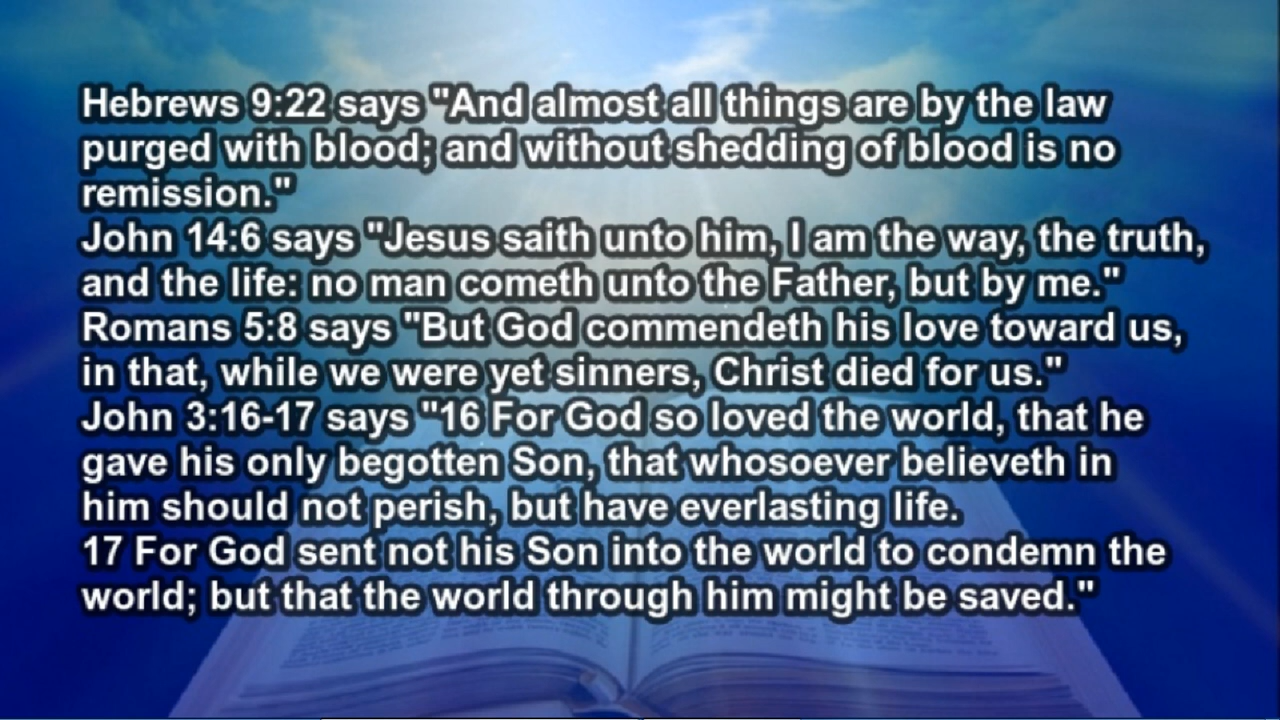 Hebrews 9:22 says "And almost all things are by the law
purged with blood; and without shedding of blood is no
remission."
John 14:6 says "Jesus saith unto him, I am the way, the truth,
and the life: no man cometh unto the Father, but by me."
Romans 5:8 says "But God commendeth his love toward us,
in that, while we were yet sinners, Christ died for us."
John 3:16-17 says "16 For God so loved the world, that he
gave his only begotten Son, that whosoever believeth in
him should not perish, but have everlasting life.
17 For God sent not his Son into the world to condemn the
world; but that the world through him might be saved."